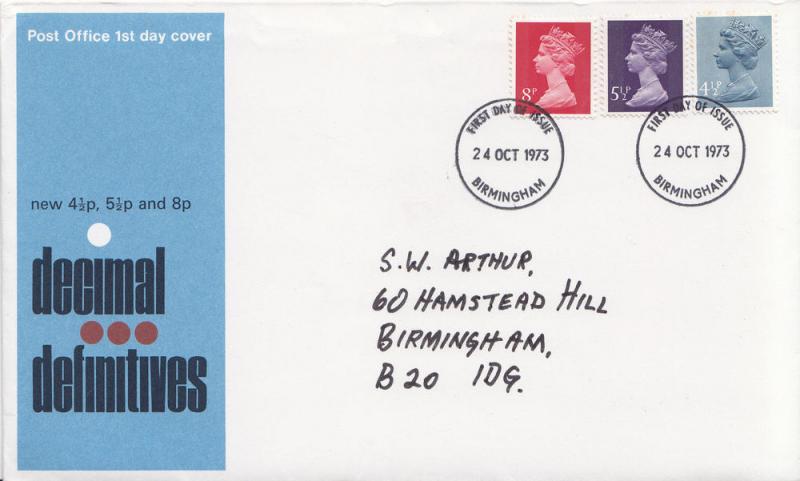 Post Office 1st day cover
8P
5½P
4½P
FIRST DAY OF ISSUE
24 OCT 1973
BIRMINGHAM
FIRST DAY OF ISSUE
24 OCT 1973
BIRMINGHAM
new 4½p, 5½p and 8p
decimal
definitives
S.W. ARTHUR,
60 HAMSTEAD HILL
BIRMINGHAM,
B20 1DG.